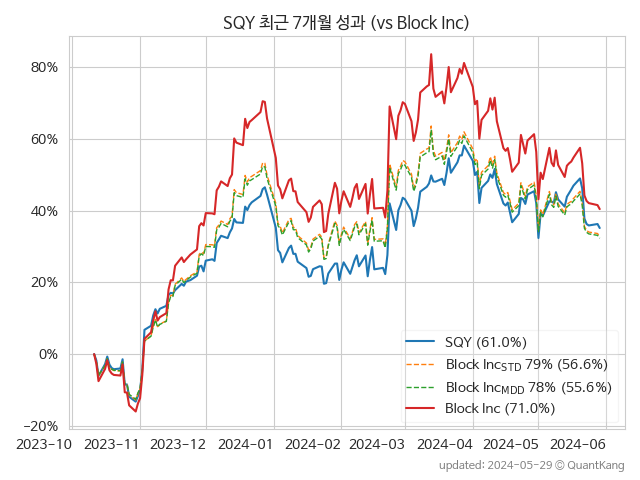 SQY 최근 7개월 성과 (vs Block Inc)
80%
60%
40%
20%
0%
−20%
SQY (61.0%)
Block IncSTD 79% (56.6%)
Block IncMDD 78% (55.6%)
Block Inc (71.0%)
2023-10 2023-11 2023-12 2024-01 2024-02 2024-03 2024-04 2024-05 2024-06
updated: 2024-05-29 © QuantKang